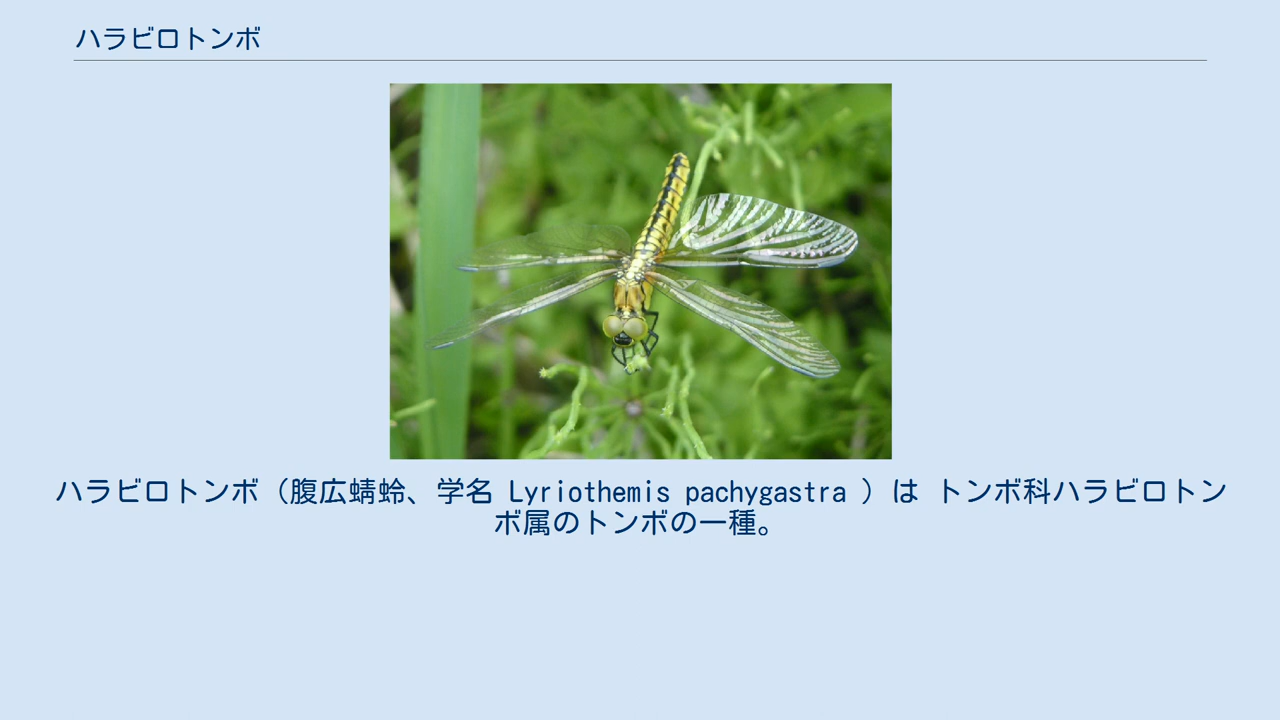 ハラビロトンボ
ハラビロトンボ（腹広蜻蛉、学名 Lyriothemis pachygastra ）は トンボ科ハラビロトン
ボ属のトンボの一種。